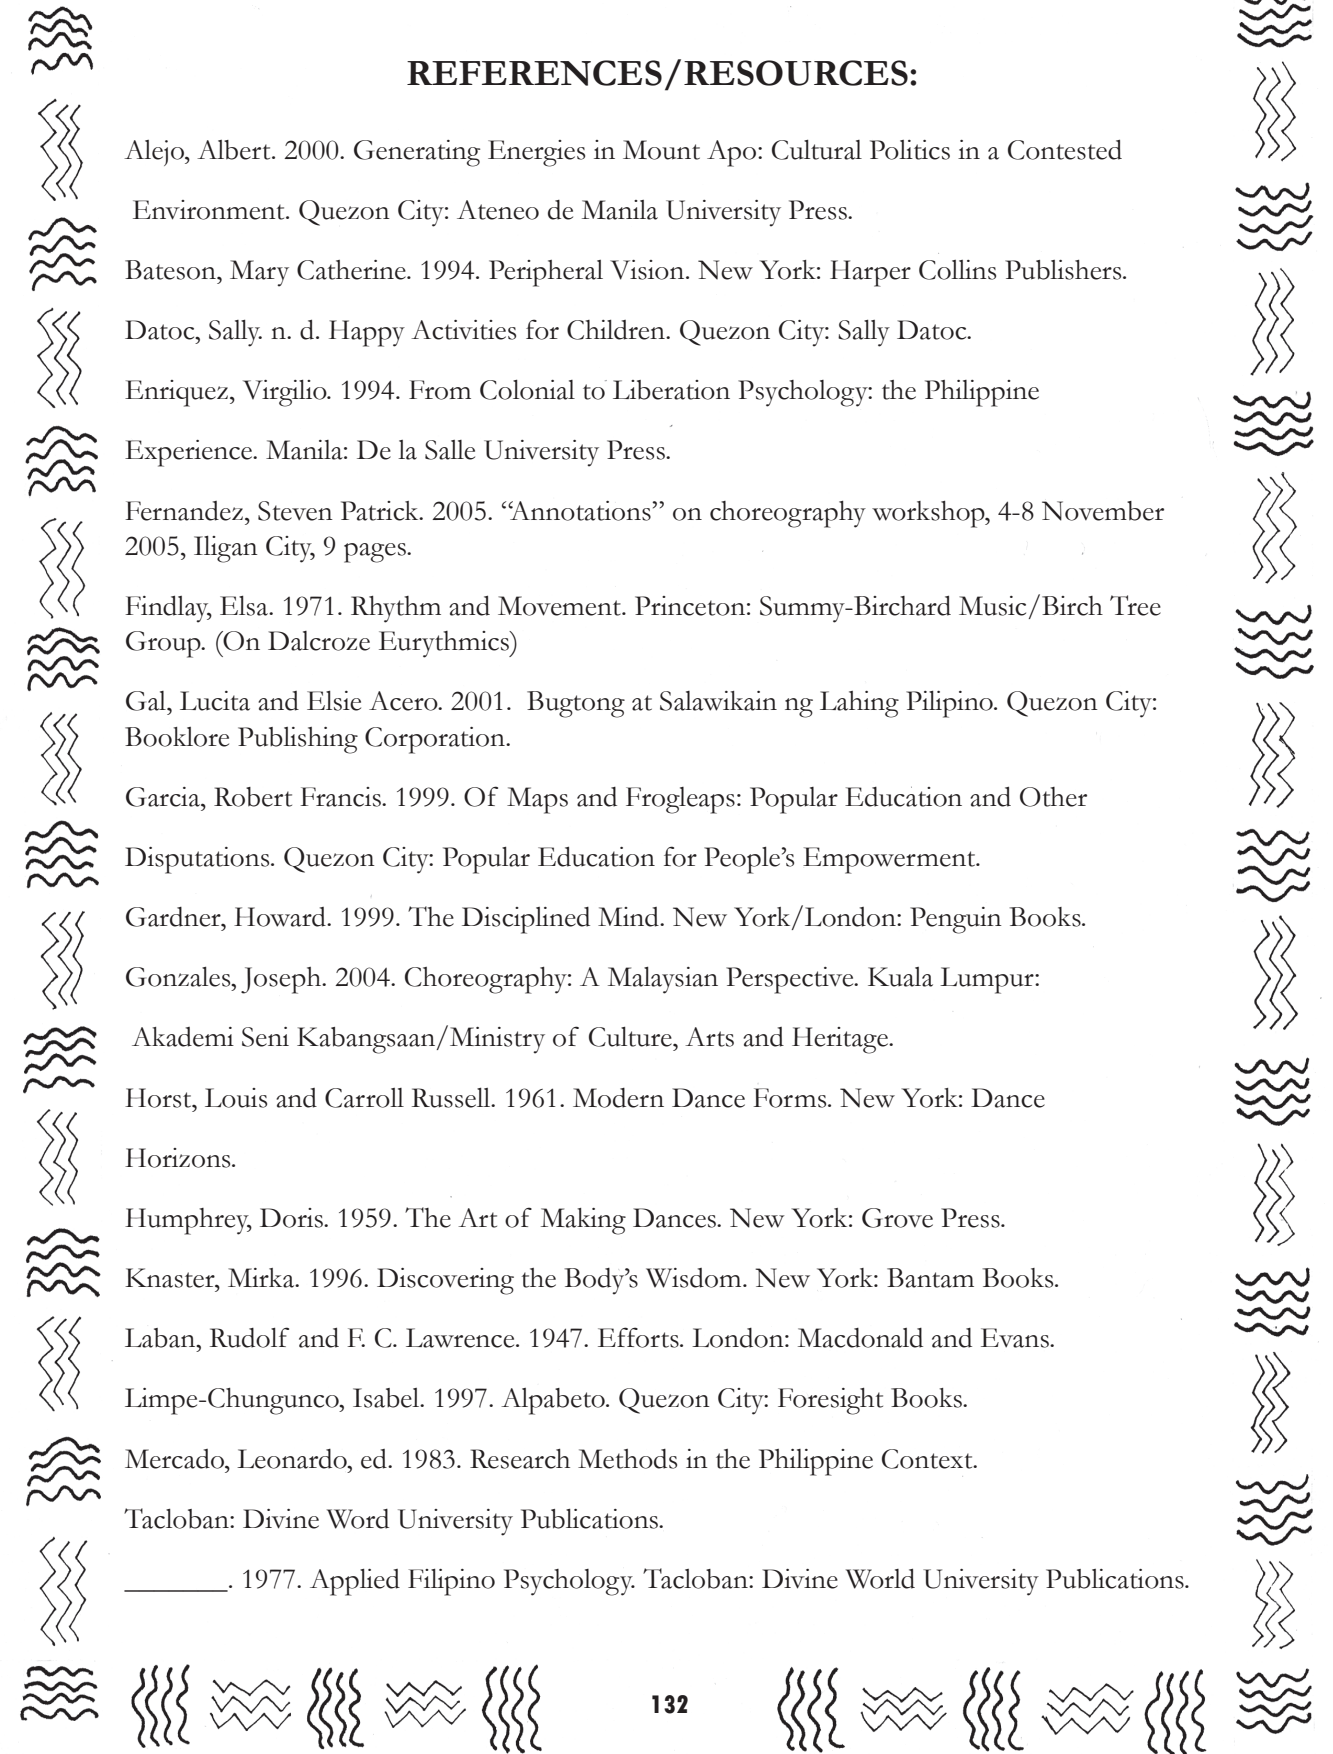 REFERENCES/RESOURCES:
Alejo, Albert. 2000. Generating Energies in Mount Apo: Cultural Politics in a Contested
Environment. Quezon City: Ateneo de Manila University Press.
Bateson, Mary Catherine. 1994. Peripheral Vision. New York: Harper Collins Publishers.
Datoc, Sally. n. d. Happy Activities for Children. Quezon City: Sally Datoc.
Enriquez, Virgilio. 1994. From Colonial to Liberation Psychology: the Philippine
Experience. Manila: De la Salle University Press.
Fernandez, Steven Patrick. 2005. “Annotations” on choreography workshop, 4-8 November
2005, Iligan City, 9 pages.
Findlay, Elsa. 1971. Rhythm and Movement. Princeton: Summy-Birchard Music/Birch Tree
Group. (On Dalcroze Eurythmics)
Gal, Lucita and Elsie Acero. 2001. Bugtong at Salawikain ng Lahing Pilipino. Quezon City:
Booklore Publishing Corporation.
Garcia, Robert Francis. 1999. Of Maps and Frogleaps: Popular Education and Other
Disputations. Quezon City: Popular Education for People’s Empowerment.
Gardner, Howard. 1999. The Disciplined Mind. New York/London: Penguin Books.
Gonzales, Joseph. 2004. Choreography: A Malaysian Perspective. Kuala Lumpur:
Akademi Seni Kabangsaan/Ministry of Culture, Arts and Heritage.
Horst, Louis and Carroll Russell. 1961. Modern Dance Forms. New York: Dance
Horizons.
Humphrey, Doris. 1959. The Art of Making Dances. New York: Grove Press.
Knaster, Mirka. 1996. Discovering the Body’s Wisdom. New York: Bantam Books.
Laban, Rudolf and F. C. Lawrence. 1947. Efforts. London: Macdonald and Evans.
Limpe-Chungunco, Isabel. 1997. Alpabeto. Quezon City: Foresight Books.
Mercado, Leonardo, ed. 1983. Research Methods in the Philippine Context.
Tacloban: Divine Word University Publications.
_______. 1977. Applied Filipino Psychology. Tacloban: Divine World University Publications.
132